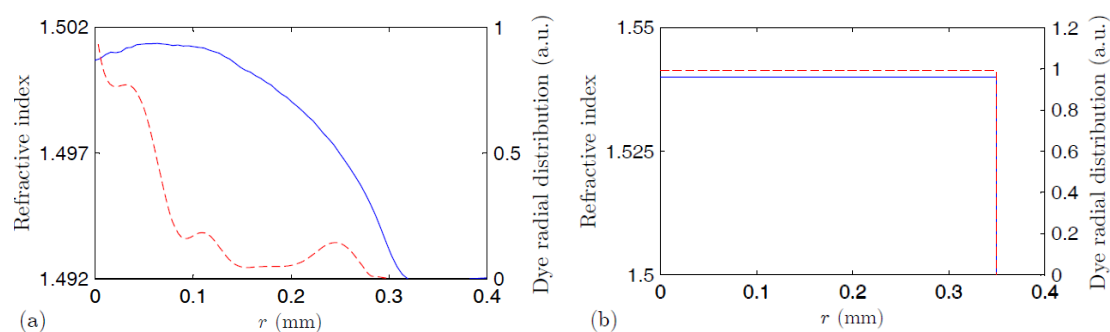 1.502
1.497
1.492
Refractive index
0 0.1 0.2 0.3 0.4
r (mm)
1
0.5
0
Dye radial distribution (a.u.)
(a)
1.55
1.525
1.5
Refractive index
0 0.1 0.2 0.3 0.4
r (mm)
1.2
1
0.8
0.6
0.4
0.2
0
Dye radial distribution (a.u.)
(b)